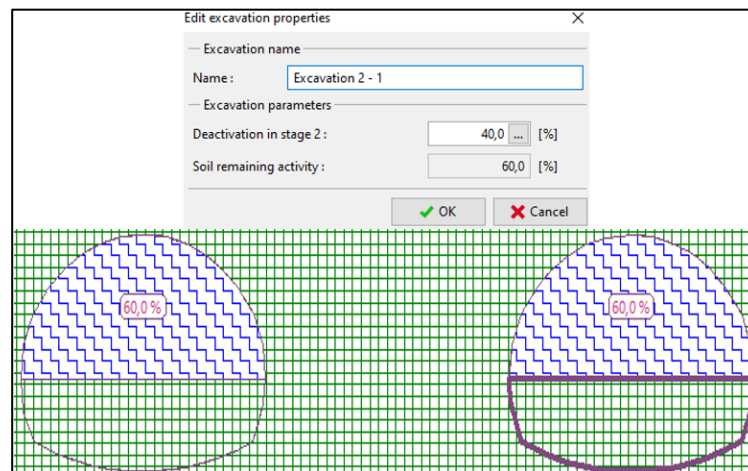 Edit excavation properties
Excavation name
Name :
Excavation 2 - 1
Excavation parameters
Deactivation in stage 2 :
40,0 ... [%]
Soil remaining activity :
60,0 [%]
OK
Cancel
60,0 %
60,0 %